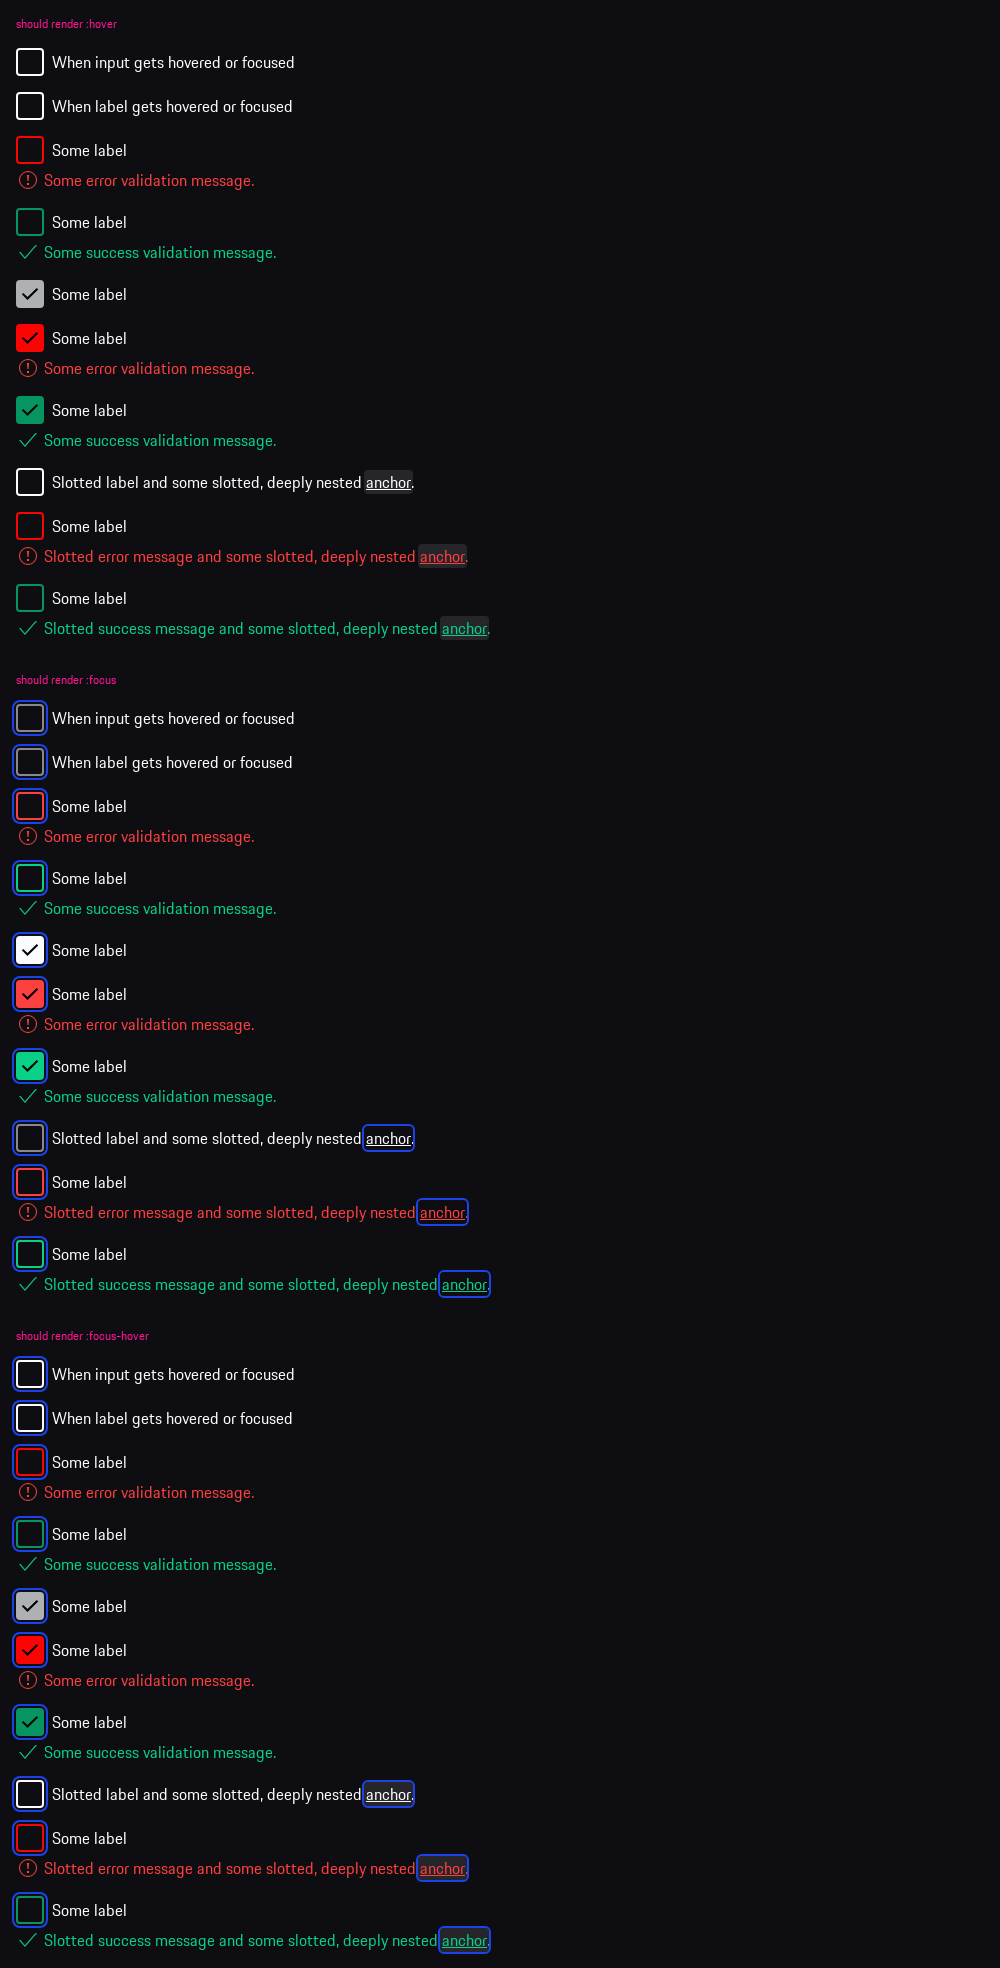 should render :hover
When input gets hovered or focused
When label gets hovered or focused
Some label
Some error validation message.
Some label
Some success validation message.
Some label
Some label
Some error validation message.
Some label
Some success validation message.
Slotted label and some slotted, deeply nested anchor.
Some label
Slotted error message and some slotted, deeply nested anchor.
Some label
Slotted success message and some slotted, deeply nested anchor.
should render :focus
When input gets hovered or focused
When label gets hovered or focused
Some label
Some error validation message.
Some label
Some success validation message.
Some label
Some label
Some error validation message.
Some label
Some success validation message.
Slotted label and some slotted, deeply nested anchor.
Some label
Slotted error message and some slotted, deeply nested anchor.
Some label
Slotted success message and some slotted, deeply nested anchor.
should render :focus-hover
When input gets hovered or focused
When label gets hovered or focused
Some label
Some error validation message.
Some label
Some success validation message.
Some label
Some label
Some error validation message.
Some label
Some success validation message.
Slotted label and some slotted, deeply nested anchor.
Some label
Slotted error message and some slotted, deeply nested anchor.
Some label
Slotted success message and some slotted, deeply nested anchor.